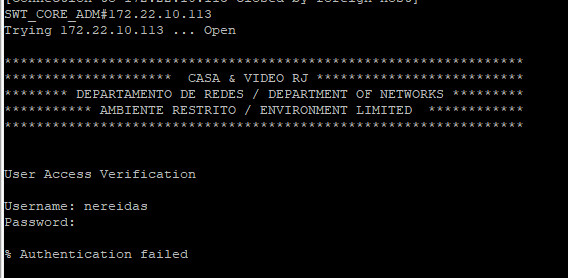 SWT_CORE_ADM#172.22.10.113
Trying 172.22.10.113 ... Open
*****************************************************************
********************* CASA & VIDEO RJ **************************
******** DEPARTAMENTO DE REDES / DEPARTMENT OF NETWORKS *********
*********** AMBIENTE RESTRITO / ENVIRONMENT LIMITED ************
*****************************************************************
User Access Verification
Username: nereidas
Password:
% Authentication failed